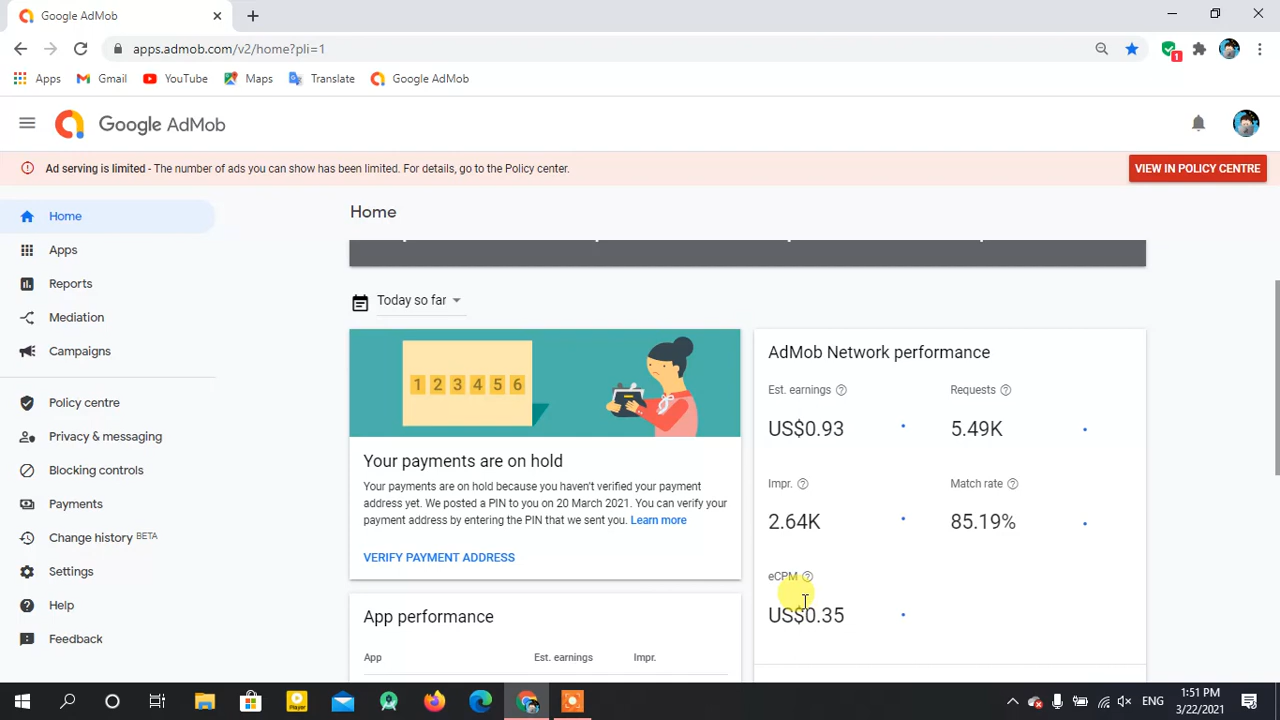 Google AdMob
apps.admob.com/v2/home?pli=1
1
Apps Gmail YouTube Maps Translate Google AdMob
Google AdMob
Ad serving is limited - The number of ads you can show has been limited. For details, go to the Policy center.
VIEW IN POLICY CENTRE
Home
Apps
Reports
Mediation
Campaigns
Policy centre
Privacy & messaging
Blocking controls
Payments
Change history BETA
Settings
Help
Feedback
Home
Today so far
1 2 3 4 5 6
Your payments are on hold
Your payments are on hold because you haven't verified your payment
address yet. We posted a PIN to you on 20 March 2021. You can verify your
payment address by entering the PIN that we sent you. Learn more
VERIFY PAYMENT ADDRESS
App performance
App Est. earnings Impr.
AdMob Network performance
Est. earnings Requests
US$0.93 5.49K
Impr. Match rate
2.64K 85.19%
eCPM
US$0.35
Player
ENG
1:51 PM
3/22/2021